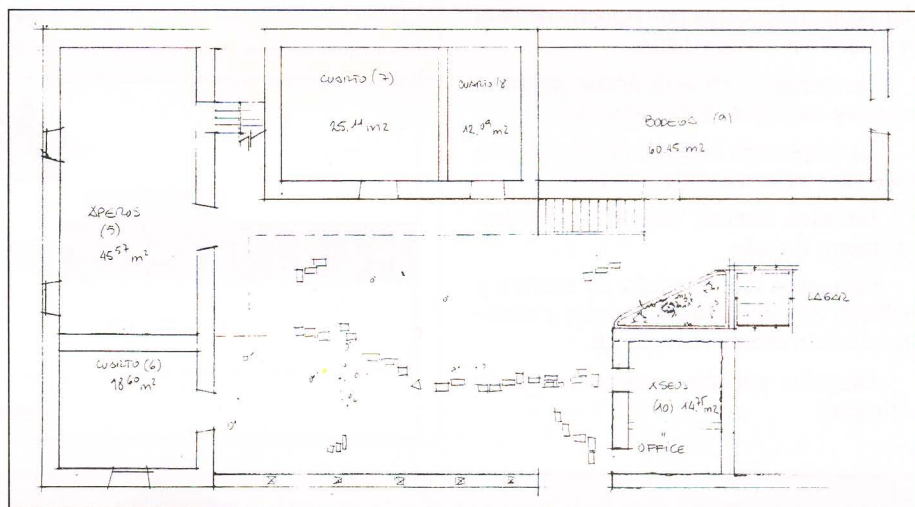 CUARTO (7)
25,11 m2
CUARTO (8
12,09 m2
BODEGA (9)
60,45 m2
APEROS
(5)
45,57 m2
LAGAR
CUARTO (6)
18,60 m2
ASEOS
(10) 14,75 m2
"
OFFICE